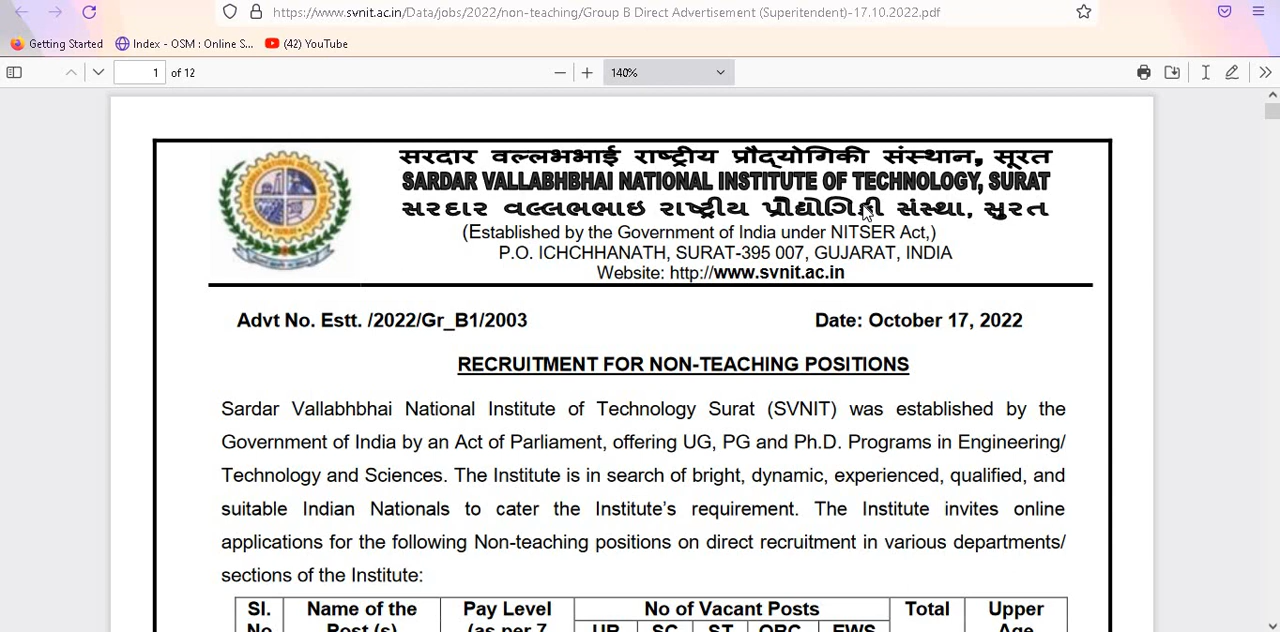 https://www.svnit.ac.in/Data/jobs/2022/non-teaching/Group B Direct Advertisement (Superitendent)-17.10.2022.pdf
Getting Started Index - OSM : Online S... (42) YouTube
1 of 12 140%
सरदार वल्लभभाई राष्ट्रीय प्रौद्योगिकी संस्थान, सूरत
SARDAR VALLABHBHAI NATIONAL INSTITUTE OF TECHNOLOGY, SURAT
સરદાર વલ્લભભાઇ રાષ્ટ્રીય પ્રૌદ્યોગિકી સંસ્થા, સુરત
(Established by the Government of India under NITSER Act,)
P.O. ICHCHHANATH, SURAT-395 007, GUJARAT, INDIA
Website: http://www.svnit.ac.in
Advt No. Estt. /2022/Gr_B1/2003 Date: October 17, 2022
RECRUITMENT FOR NON-TEACHING POSITIONS
Sardar Vallabhbhai National Institute of Technology Surat (SVNIT) was established by the
Government of India by an Act of Parliament, offering UG, PG and Ph.D. Programs in Engineering/
Technology and Sciences. The Institute is in search of bright, dynamic, experienced, qualified, and
suitable Indian Nationals to cater the Institute's requirement. The Institute invites online
applications for the following Non-teaching positions on direct recruitment in various departments/
sections of the Institute:
Sl. Name of the Pay Level No of Vacant Posts Total Upper
No Post (s) (as per 7 UR SC ST OBC EWS Age